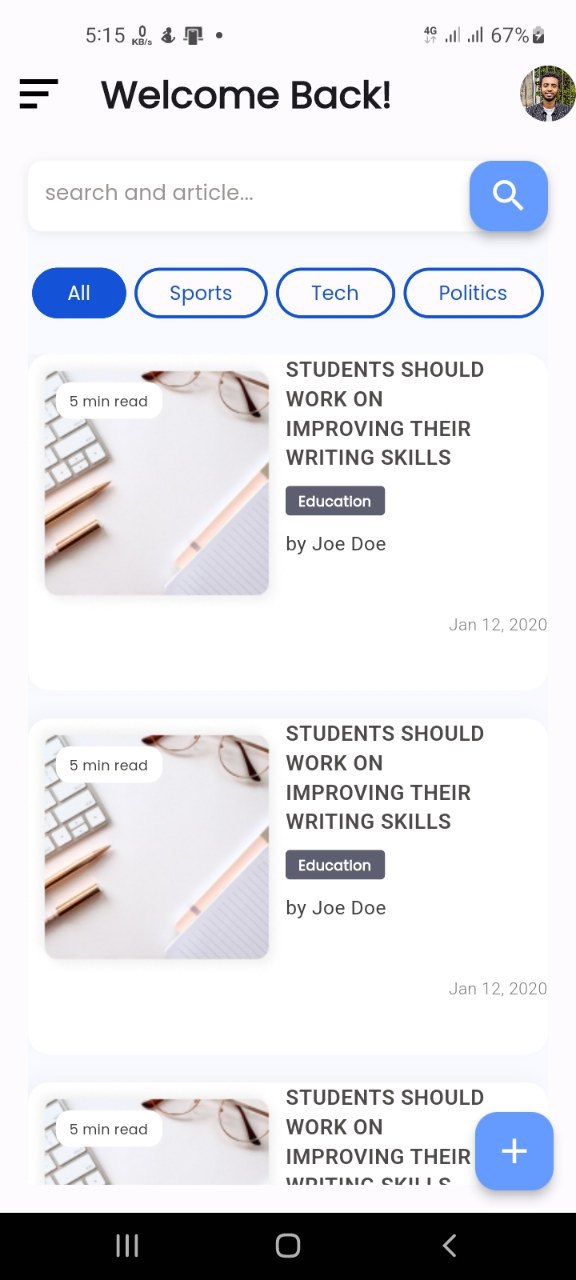 5:15 0 KB/s 4G 67%
Welcome Back!
search and article...
All Sports Tech Politics
5 min read
STUDENTS SHOULD
WORK ON
IMPROVING THEIR
WRITING SKILLS
Education
by Joe Doe
Jan 12, 2020
5 min read
STUDENTS SHOULD
WORK ON
IMPROVING THEIR
WRITING SKILLS
Education
by Joe Doe
Jan 12, 2020
5 min read
STUDENTS SHOULD
WORK ON
IMPROVING THEIR
WRITING SKILLS
+